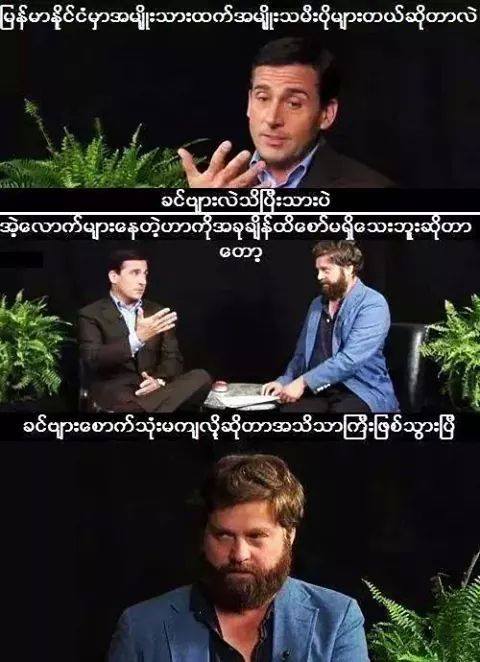 မြန်မာနိုင်ငံမှာအမျိုးသားထက်အမျိုးသမီးပိုများတယ်ဆိုတာလဲ
ခင်ဗျားလဲသိပြီးသားပဲ
အဲ့လောက်များနေတဲ့ဟာကိုအခုချိန်ထိစော်မရှိသေးဘူးဆိုတာ
တော့
ခင်ဗျားစောက်သုံးမကျလို့ဆိုတာအသိသာကြီးဖြစ်သွားပြီ